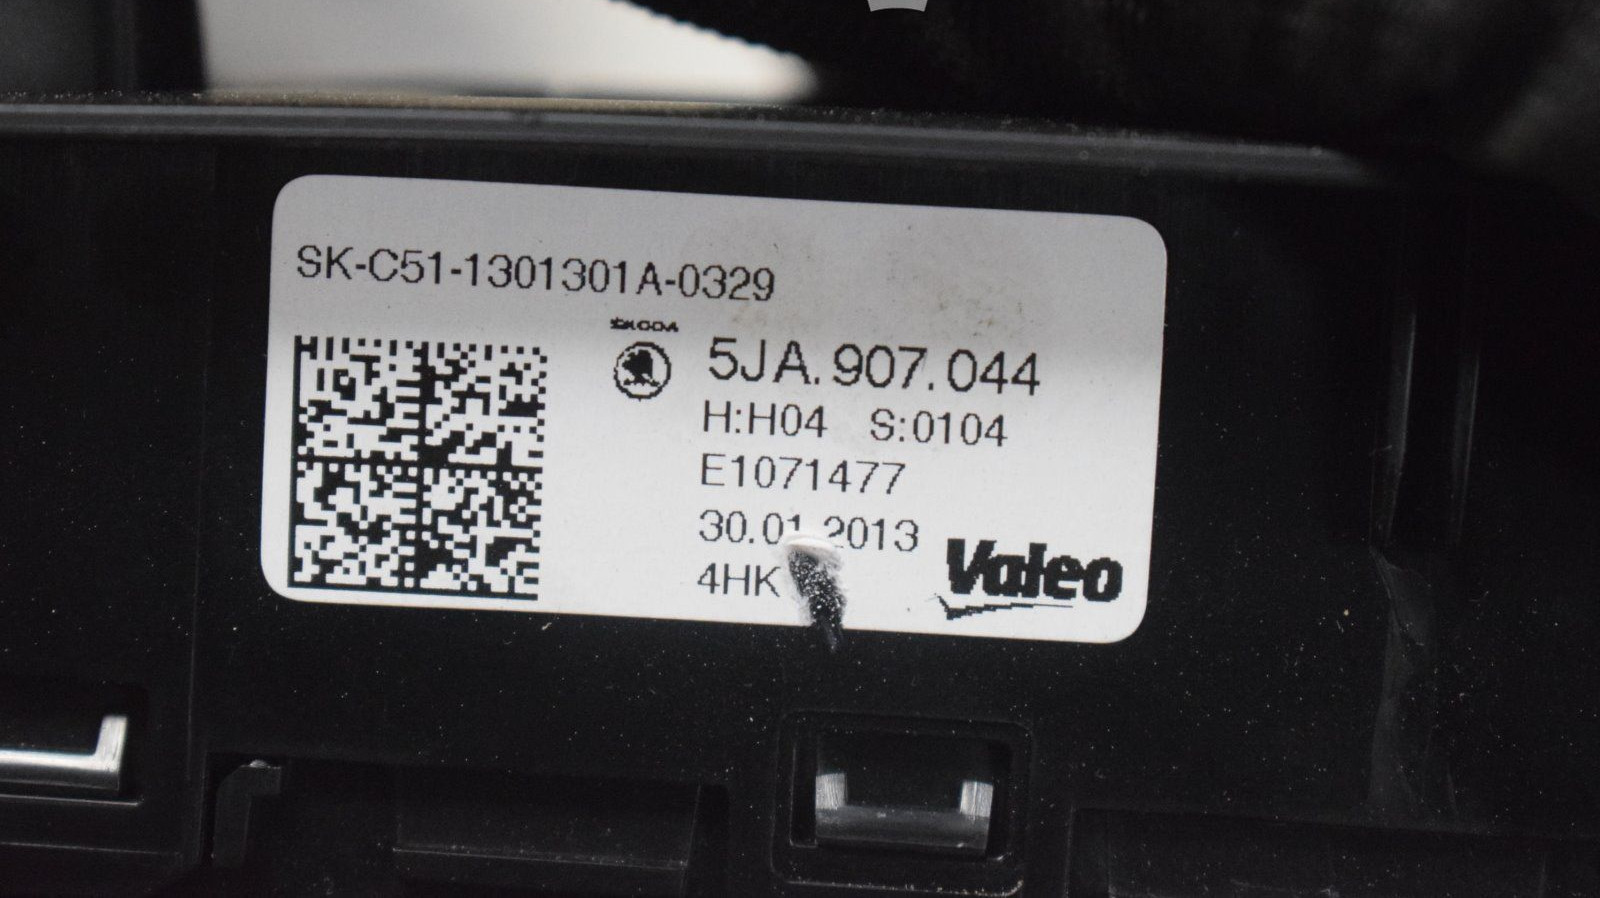 SK-C51-1301301A-0329
ŠKODA
5JA.907.044
H:H04 S:0104
E1071477
30.01.2013
4HK
Valeo